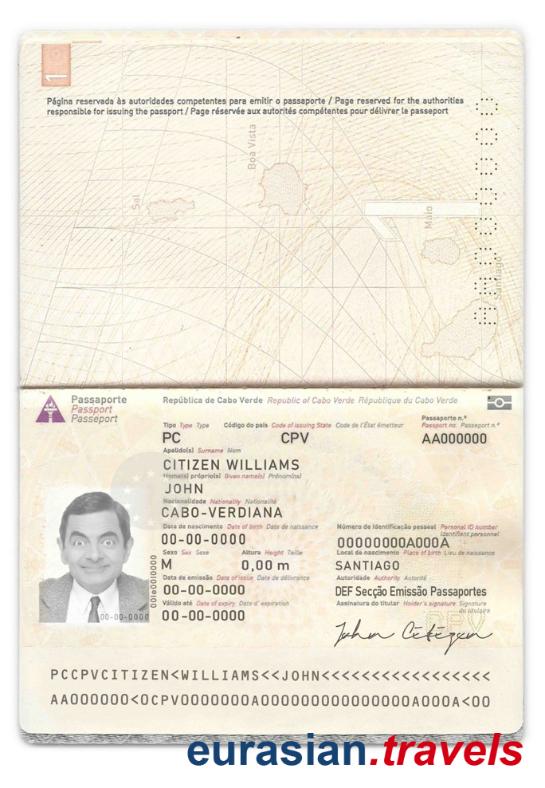 1
Página reservada às autoridades competentes para emitir o passaporte / Page reserved for the authorities
responsible for issuing the passport / Page réservée aux autorités compétentes pour délivrer le passeport
Boa Vista
Sal
Maio
1
Santiago
AA000000
Passaporte
Passport
Passeport
República de Cabo Verde Republic of Cabo Verde République du Cabo Verde
Tipo Type Type Código do país Code of issuing State Code de l'État émetteur
Passaporte n.º
Passport no. Passeport n.º
PC CPV AA000000
Apelido(s) Surname Nom
CITIZEN WILLIAMS
Nome(s) próprio(s) Given name(s) Prénom(s)
JOHN
Nacionalidade Nationality Nationalité
CABO-VERDIANA
Data de nascimento Date of birth Date de naissance
00-00-0000
Número de identificação pessoal Personal ID number
Identifiant personnel
00000000A000A
Sexo Sex Sexe Altura Height Taille
M 0,00 m
Local de nascimento Place of birth Lieu de naissance
SANTIAGO
Data de emissão Date of issue Date de délivrance
00-00-0000
Autoridade Authority Autorité
DEF Secção Emissão Passaportes
Válido até Date of expiry Date d'expiration
00-00-0000
Assinatura do titular Holder's signature Signature
du titulaire
CPV
John Citizen
00-00-0000
PCCPVCITIZEN<WILLIAMS<<JOHN<<<<<<<<<<<<<<<<<
AA000000<0CPV0000000A00000000000000A000A<00
eurasian.travels